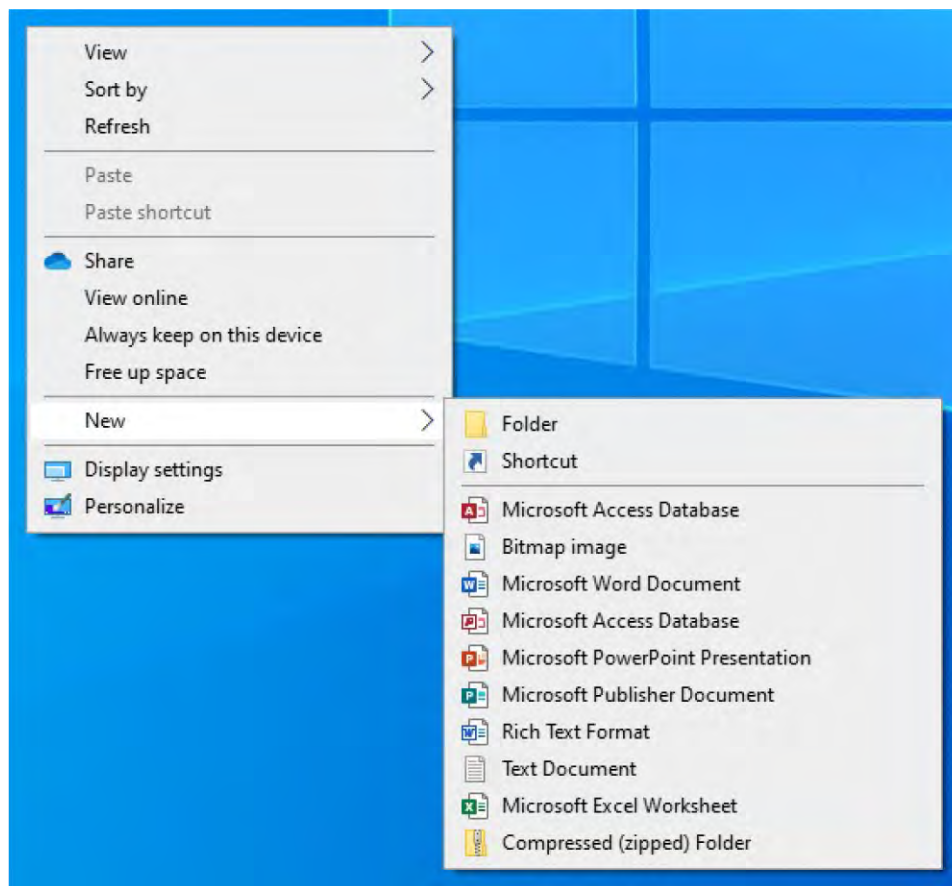 View
Sort by
Refresh
Paste
Paste shortcut
Share
View online
Always keep on this device
Free up space
New
Display settings
Personalize
Folder
Shortcut
Microsoft Access Database
Bitmap image
Microsoft Word Document
Microsoft Access Database
Microsoft PowerPoint Presentation
Microsoft Publisher Document
Rich Text Format
Text Document
Microsoft Excel Worksheet
Compressed (zipped) Folder